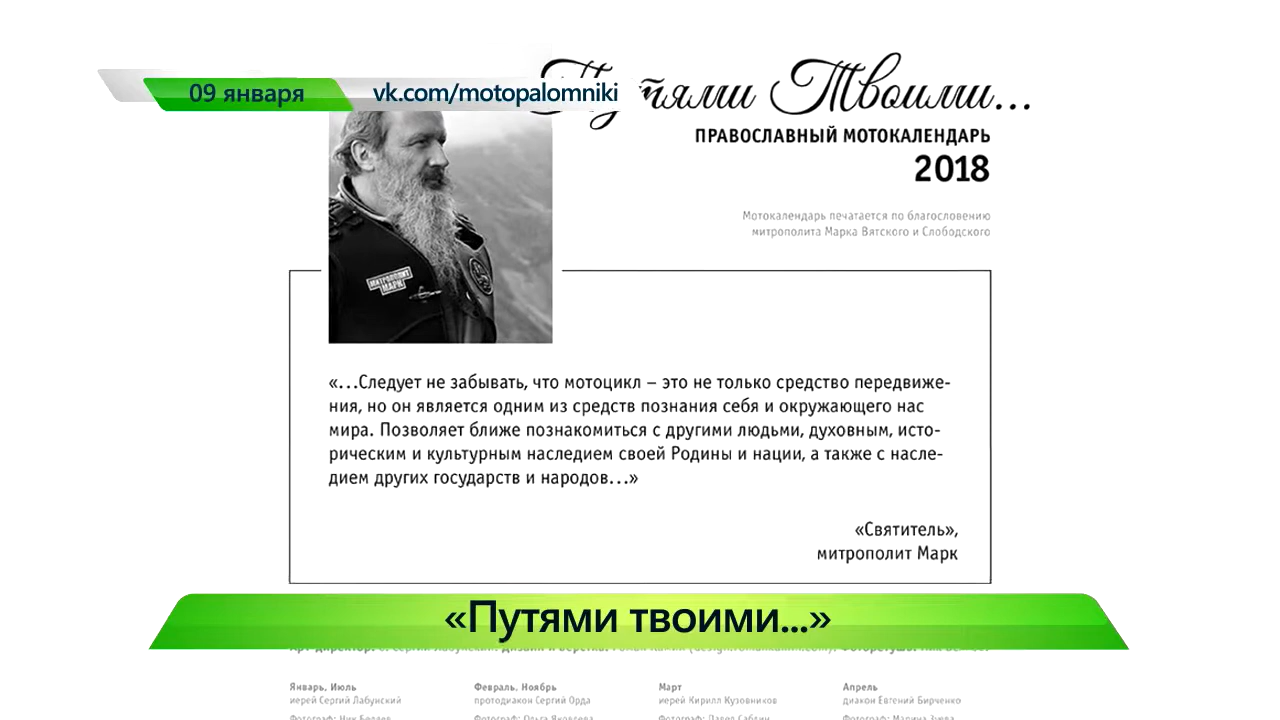 09 января
vk.com/motopalomniki
Путями Твоими...
ПРАВОСЛАВНЫЙ МОТОКАЛЕНДАРЬ
2018
Мотокалендарь печатается по благословению
митрополита Марка Вятского и Слободского
МИТРОПОЛИТ
МАРК
«...Следует не забывать, что мотоцикл – это не только средство передвиже-
ния, но он является одним из средств познания себя и окружающего нас
мира. Позволяет ближе познакомиться с другими людьми, духовным, исто-
рическим и культурным наследием своей Родины и нации, а также с насле-
дием других государств и народов...»
«Святитель»,
митрополит Марк
«Путями твоими...»
Январь, Июль
иерей Сергий Лабунский
Февраль, Ноябрь
протодиакон Сергий Орда
Март
иерей Кирилл Кузовников
Апрель
диакон Евгений Бирченко